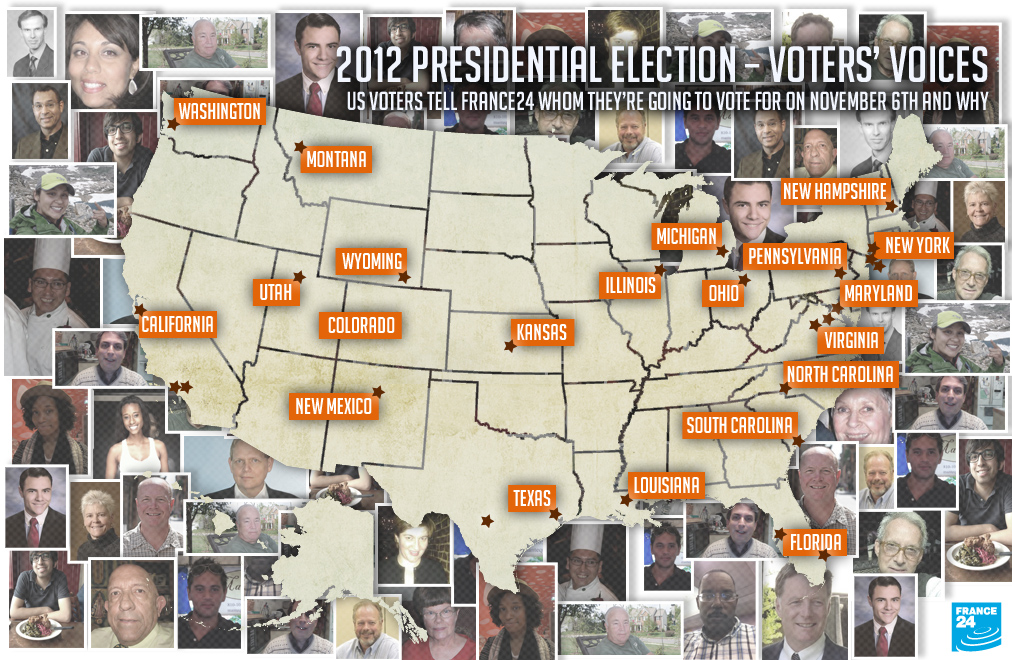 2012 PRESIDENTIAL ELECTION – VOTERS' VOICES
US VOTERS TELL FRANCE24 WHOM THEY'RE GOING TO VOTE FOR ON NOVEMBER 6TH AND WHY
WASHINGTON
MONTANA
NEW HAMPSHIRE
MICHIGAN
NEW YORK
PENNSYLVANIA
WYOMING
UTAH
ILLINOIS
OHIO
MARYLAND
CALIFORNIA
COLORADO
KANSAS
VIRGINIA
NORTH CAROLINA
NEW MEXICO
SOUTH CAROLINA
LOUISIANA
TEXAS
FLORIDA
FRANCE
24